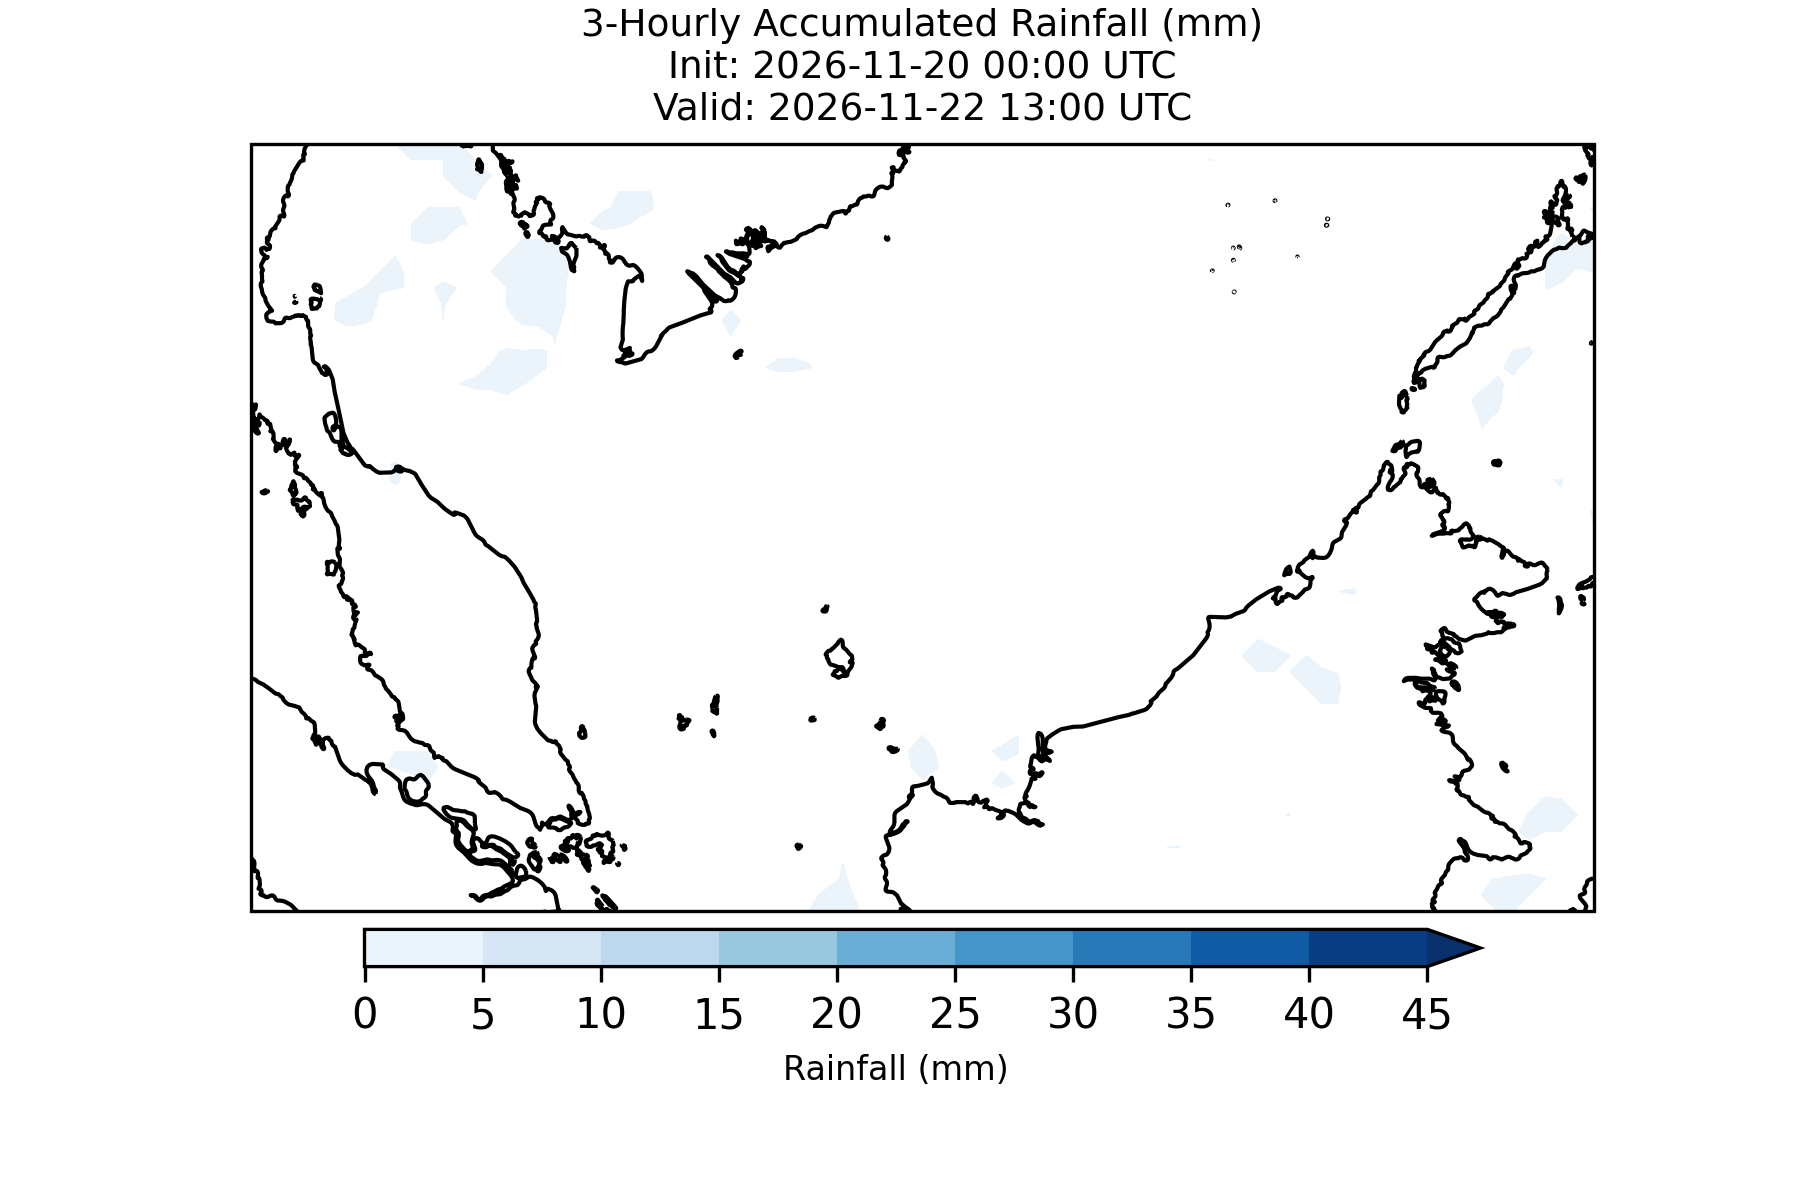 3-Hourly Accumulated Rainfall (mm)
Init: 2026-11-20 00:00 UTC
Valid: 2026-11-22 13:00 UTC
0 5 10 15 20 25 30 35 40 45
Rainfall (mm)